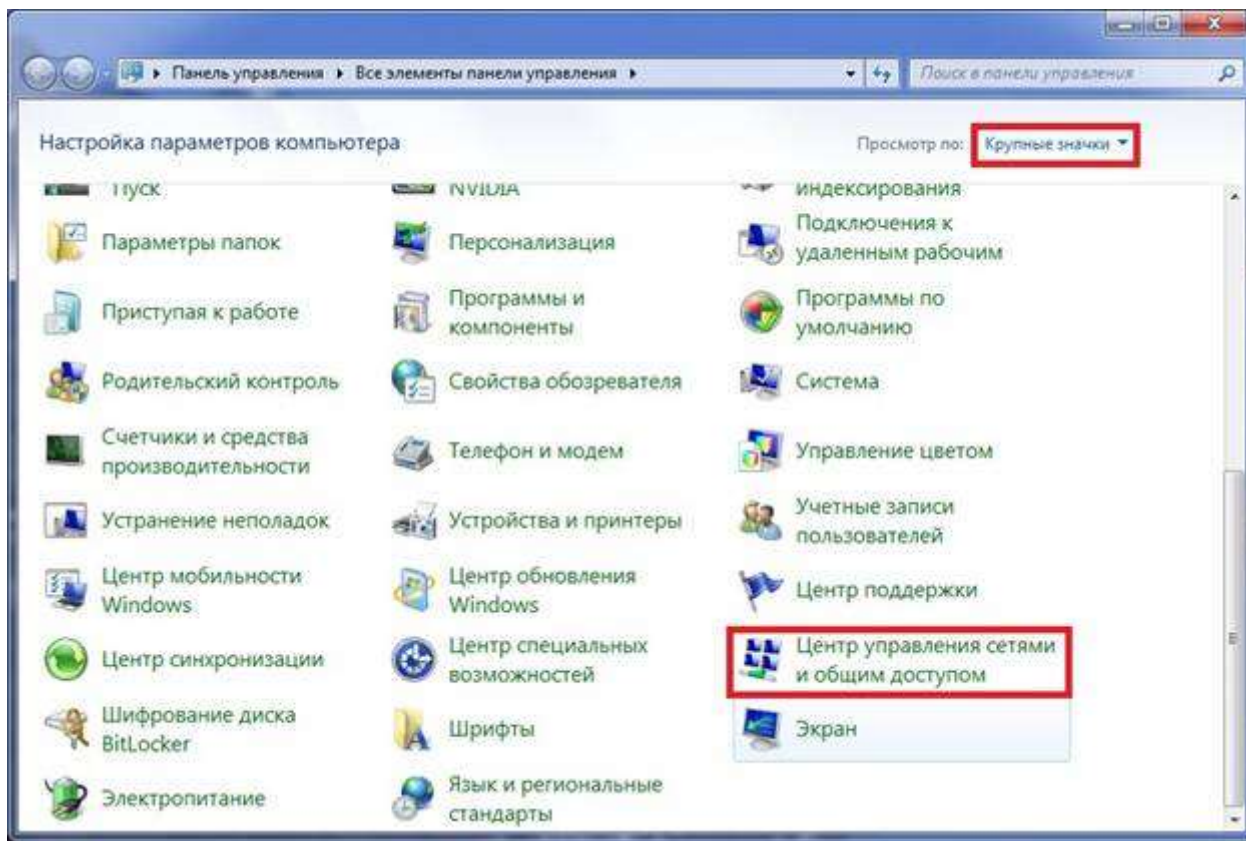 Панель управления ▸ Все элементы панели управления ▸
Поиск в панели управления
Настройка параметров компьютера
Просмотр по: Крупные значки
Пуск
NVIDIA
индексирования
Параметры папок
Персонализация
Подключения к
удаленным рабочим
Приступая к работе
Программы и
компоненты
Программы по
умолчанию
Родительский контроль
Свойства обозревателя
Система
Счетчики и средства
производительности
Телефон и модем
Управление цветом
Устранение неполадок
Устройства и принтеры
Учетные записи
пользователей
Центр мобильности
Windows
Центр обновления
Windows
Центр поддержки
Центр синхронизации
Центр специальных
возможностей
Центр управления сетями
и общим доступом
Шифрование диска
BitLocker
Шрифты
Экран
Электропитание
Язык и региональные
стандарты